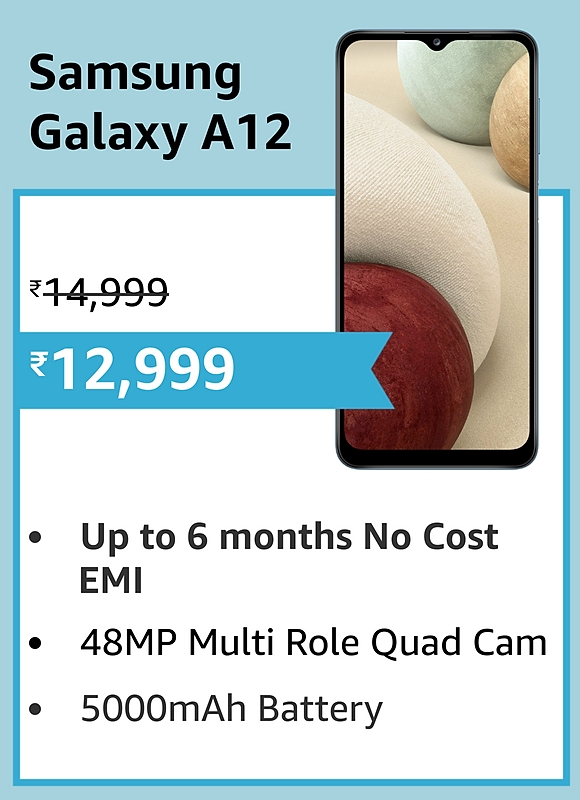 Samsung
Galaxy A12
₹14,999
₹12,999
• Up to 6 months No Cost
EMI
• 48MP Multi Role Quad Cam
• 5000mAh Battery